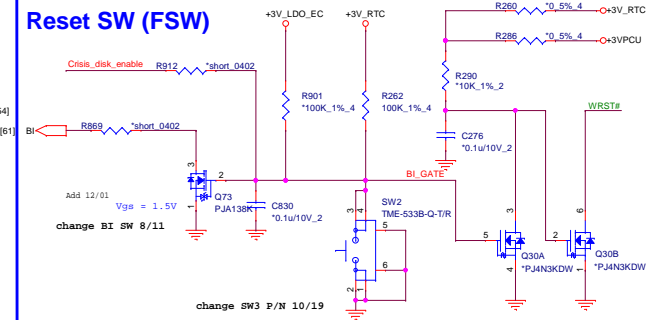 Reset SW (FSW)
+3V_LDO_EC
+3V_RTC
R260
*0_5%_4
+3V_RTC
R286
*0_5%_4
+3VPCU
Crisis_disk_enable
R912
*short_0402
R290
*10K_1%_2
R901
*100K_1%_4
R262
100K_1%_4
WRST#
[61]
BI
R869
*short_0402
C276
*0.1u/10V_2
3
2
1
BI_GATE
Q73
PJA138K
Add 12/01
Vgs = 1.5V
C830
*0.1u/10V_2
SW2
TME-533B-Q-T/R
3
4
5
6
2
1
change BI SW 8/11
3
5
4
Q30A
*PJ4N3KDW
6
2
1
Q30B
*PJ4N3KDW
change SW3 P/N 10/19